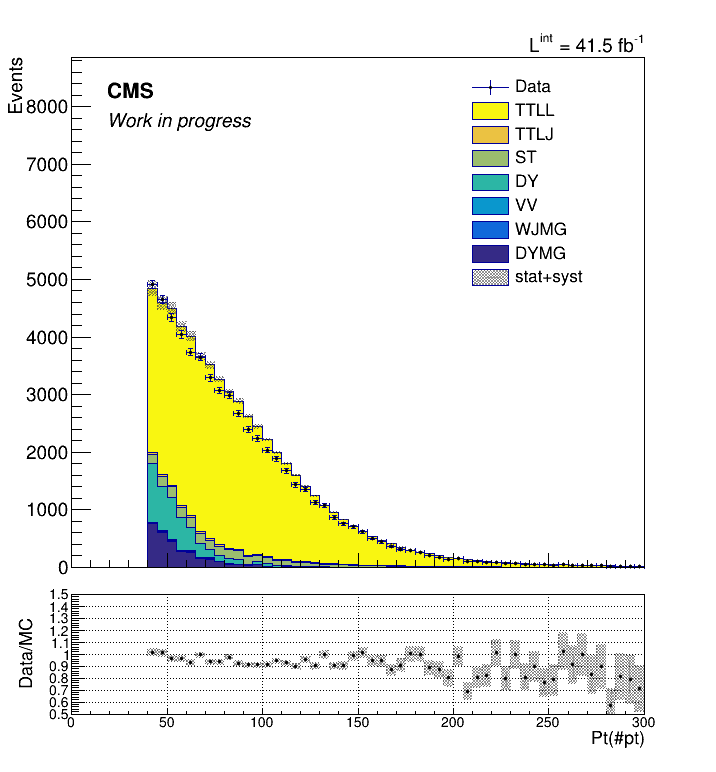 L^int = 41.5 fb^-1
Events
CMS
Work in progress
Data
TTLL
TTLJ
ST
DY
VV
WJMG
DYMG
stat+syst
8000
7000
6000
5000
4000
3000
2000
1000
0
Data/MC
1.5
1.4
1.3
1.2
1.1
1
0.9
0.8
0.7
0.6
0.5
0 50 100 150 200 250 300
Pt(#pt)